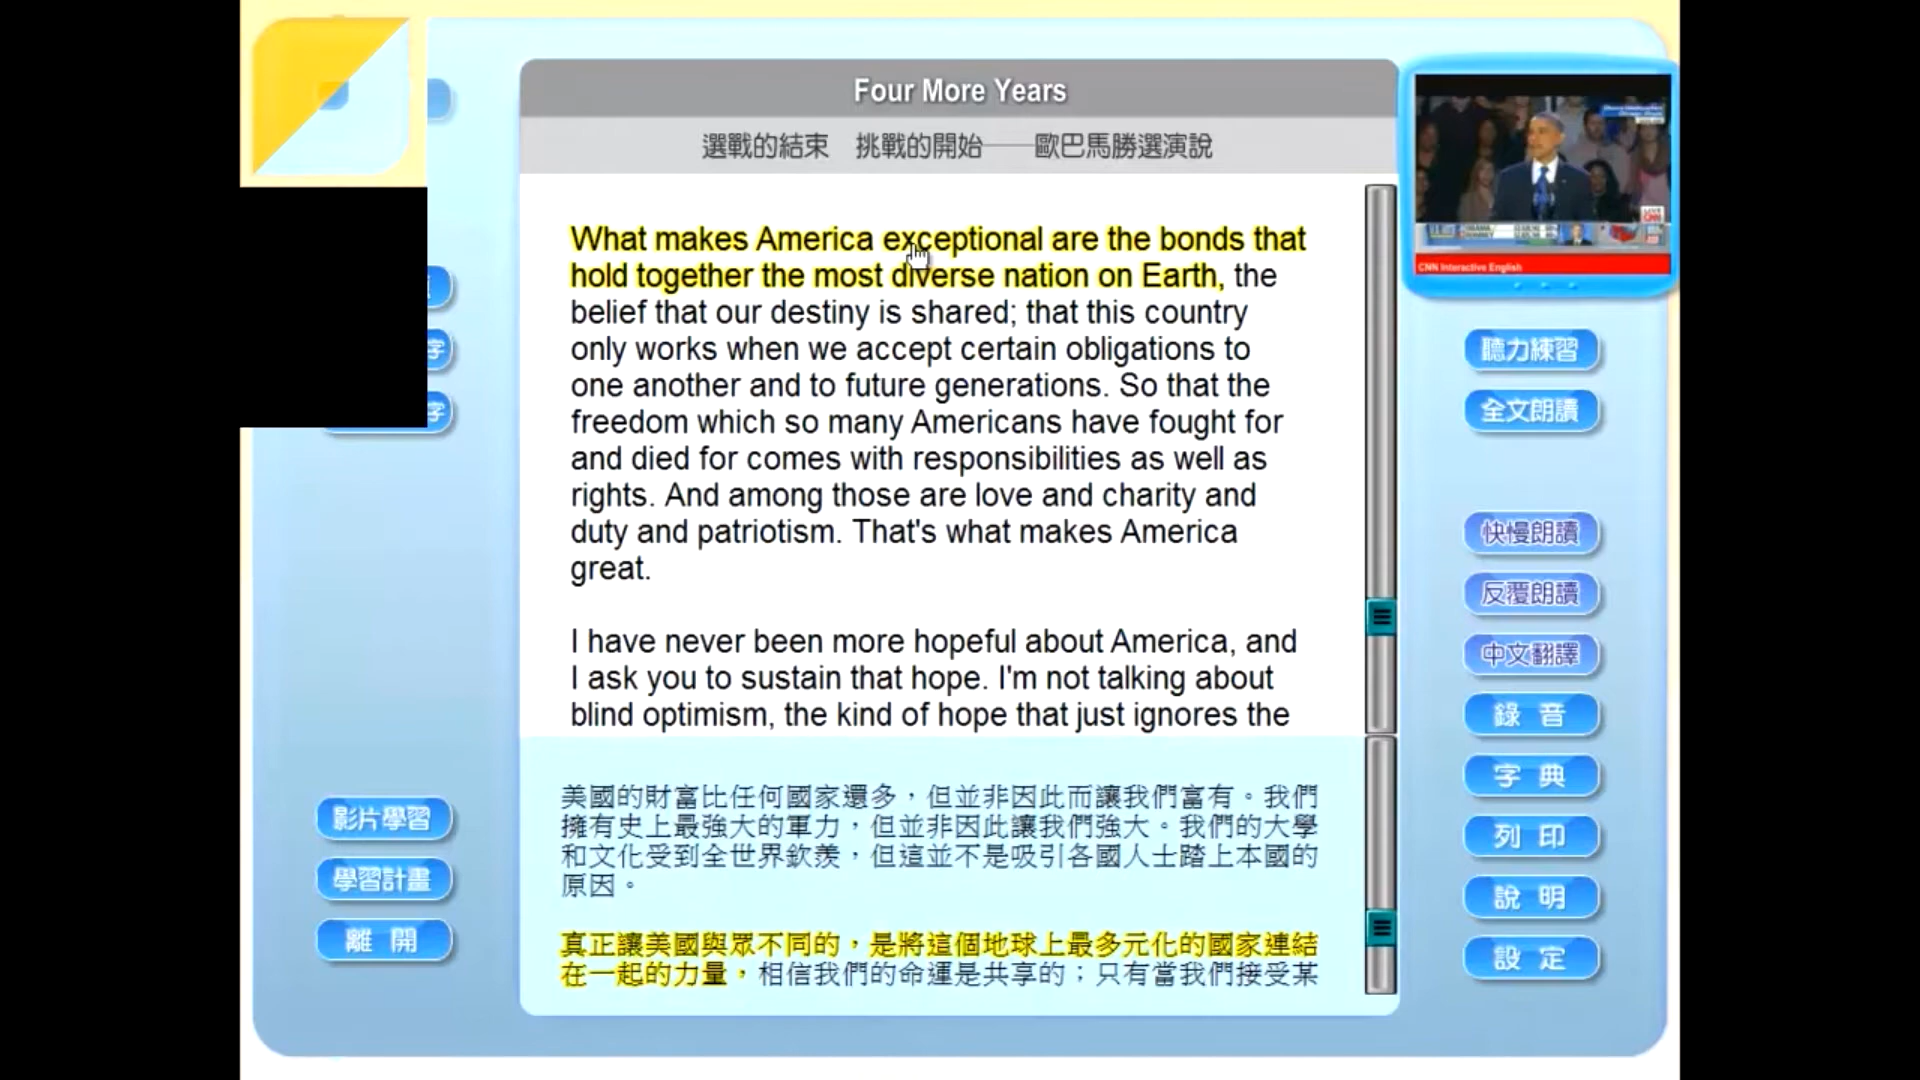 Four More Years
選戰的結束　挑戰的開始——歐巴馬勝選演說
What makes America exceptional are the bonds that
hold together the most diverse nation on Earth, the
belief that our destiny is shared; that this country
only works when we accept certain obligations to
one another and to future generations. So that the
freedom which so many Americans have fought for
and died for comes with responsibilities as well as
rights. And among those are love and charity and
duty and patriotism. That's what makes America
great.
I have never been more hopeful about America, and
I ask you to sustain that hope. I'm not talking about
blind optimism, the kind of hope that just ignores the
美國的財富比任何國家還多，但並非因此而讓我們富有。我們
擁有史上最強大的軍力，但並非因此讓我們強大。我們的大學
和文化受到全世界欽羨，但這並不是吸引各國人士踏上本國的
原因。
真正讓美國與眾不同的，是將這個地球上最多元化的國家連結
在一起的力量，相信我們的命運是共享的；只有當我們接受某
字
字
影片學習
學習計畫
離 開
LIVE
CNN
CNN Interactive English
聽力練習
全文朗讀
快慢朗讀
反覆朗讀
中文翻譯
錄 音
字 典
列 印
說 明
設 定